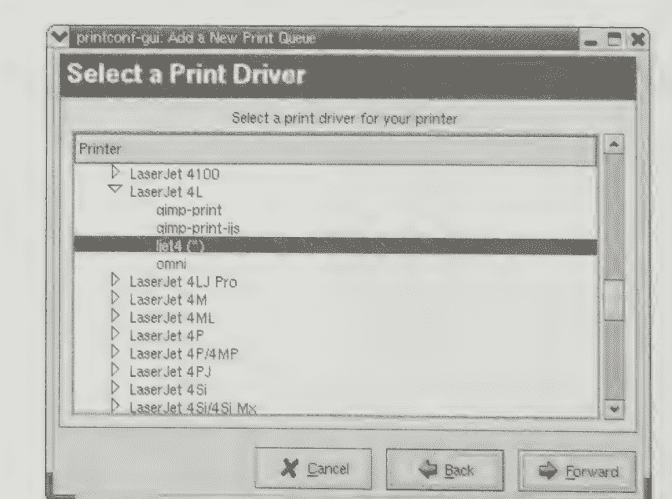 printconf-gui: Add a New Print Queue
Select a Print Driver
Select a print driver for your printer
Printer
LaserJet 4100
LaserJet 4L
gimp-print
gimp-print-ijs
ljet4 (*)
omni
LaserJet 4LJ Pro
LaserJet 4M
LaserJet 4ML
LaserJet 4P
LaserJet 4P/4MP
LaserJet 4PJ
LaserJet 4Si
LaserJet 4Si/4Si Mx
Cancel
Back
Forward